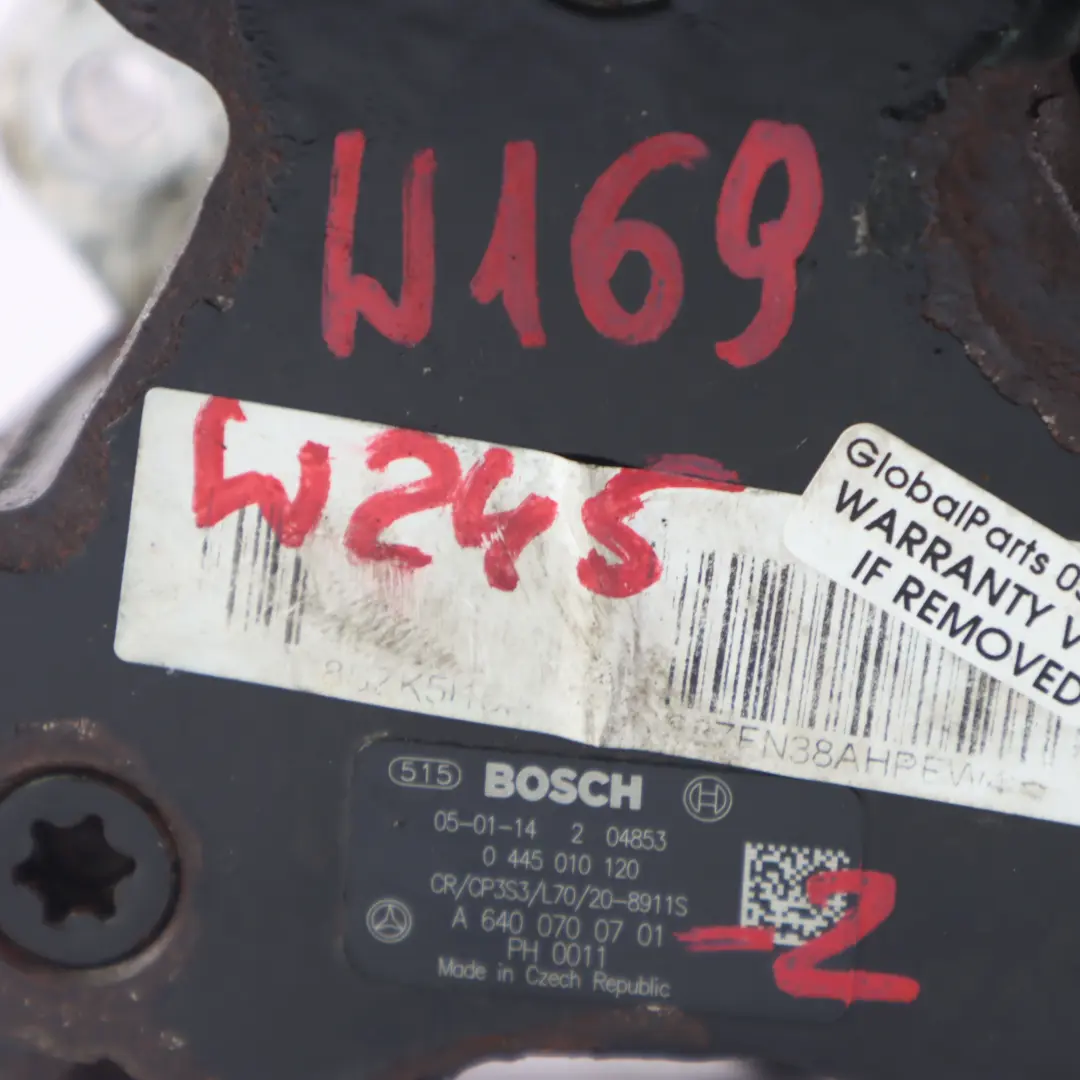 W169
W245
GlobalParts
WARRANTY
IF REMOVED
515 BOSCH
05-01-14 2 04853
0 445 010 120
CR/CP3S3/L70/20-8911S
A 640 070 07 01
-2
PH 0011
Made in Czech Republic